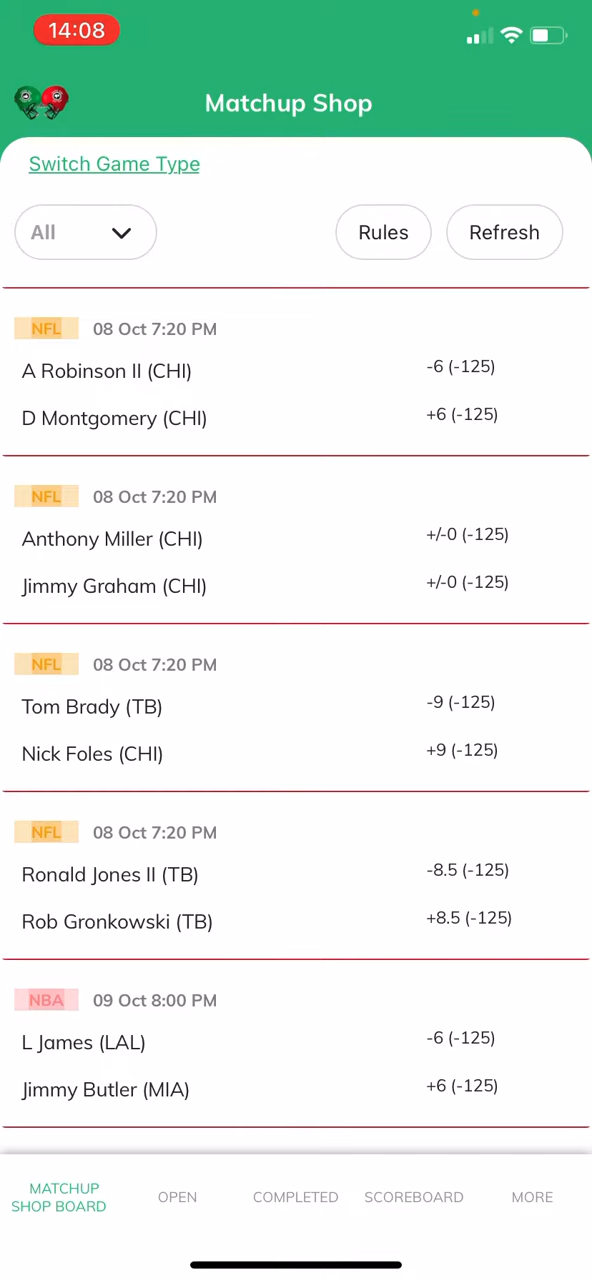 14:08
Matchup Shop
Switch Game Type
All
Rules
Refresh
NFL 08 Oct 7:20 PM
A Robinson II (CHI) -6 (-125)
D Montgomery (CHI) +6 (-125)
NFL 08 Oct 7:20 PM
Anthony Miller (CHI) +/-0 (-125)
Jimmy Graham (CHI) +/-0 (-125)
NFL 08 Oct 7:20 PM
Tom Brady (TB) -9 (-125)
Nick Foles (CHI) +9 (-125)
NFL 08 Oct 7:20 PM
Ronald Jones II (TB) -8.5 (-125)
Rob Gronkowski (TB) +8.5 (-125)
NBA 09 Oct 8:00 PM
L James (LAL) -6 (-125)
Jimmy Butler (MIA) +6 (-125)
MATCHUP
SHOP BOARD
OPEN
COMPLETED
SCOREBOARD
MORE